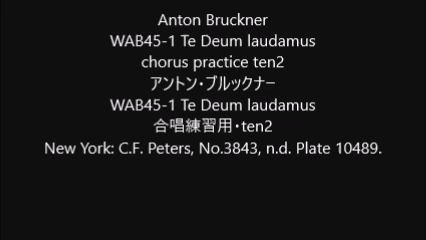 Anton Bruckner
WAB45-1 Te Deum laudamus
chorus practice ten2
アントン・ブルックナー
WAB45-1 Te Deum laudamus
合唱練習用・ten2
New York: C.F. Peters, No.3843, n.d. Plate 10489.